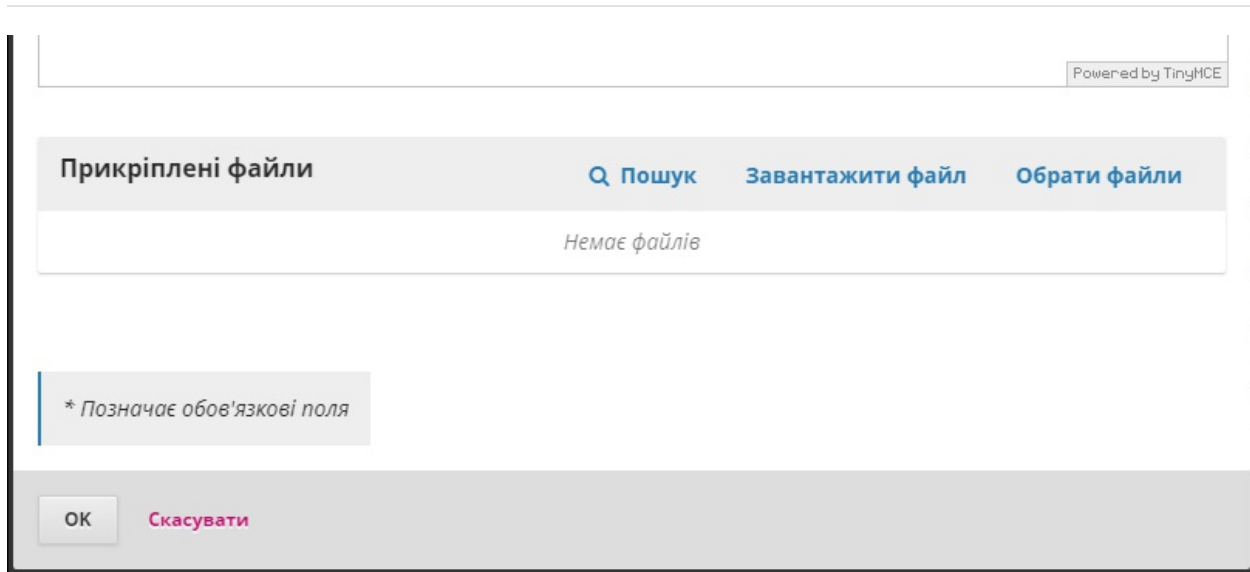 Powered by TinyMCE
Прикріплені файли
Пошук Завантажити файл Обрати файли
Немає файлів
* Позначає обов'язкові поля
OK Скасувати